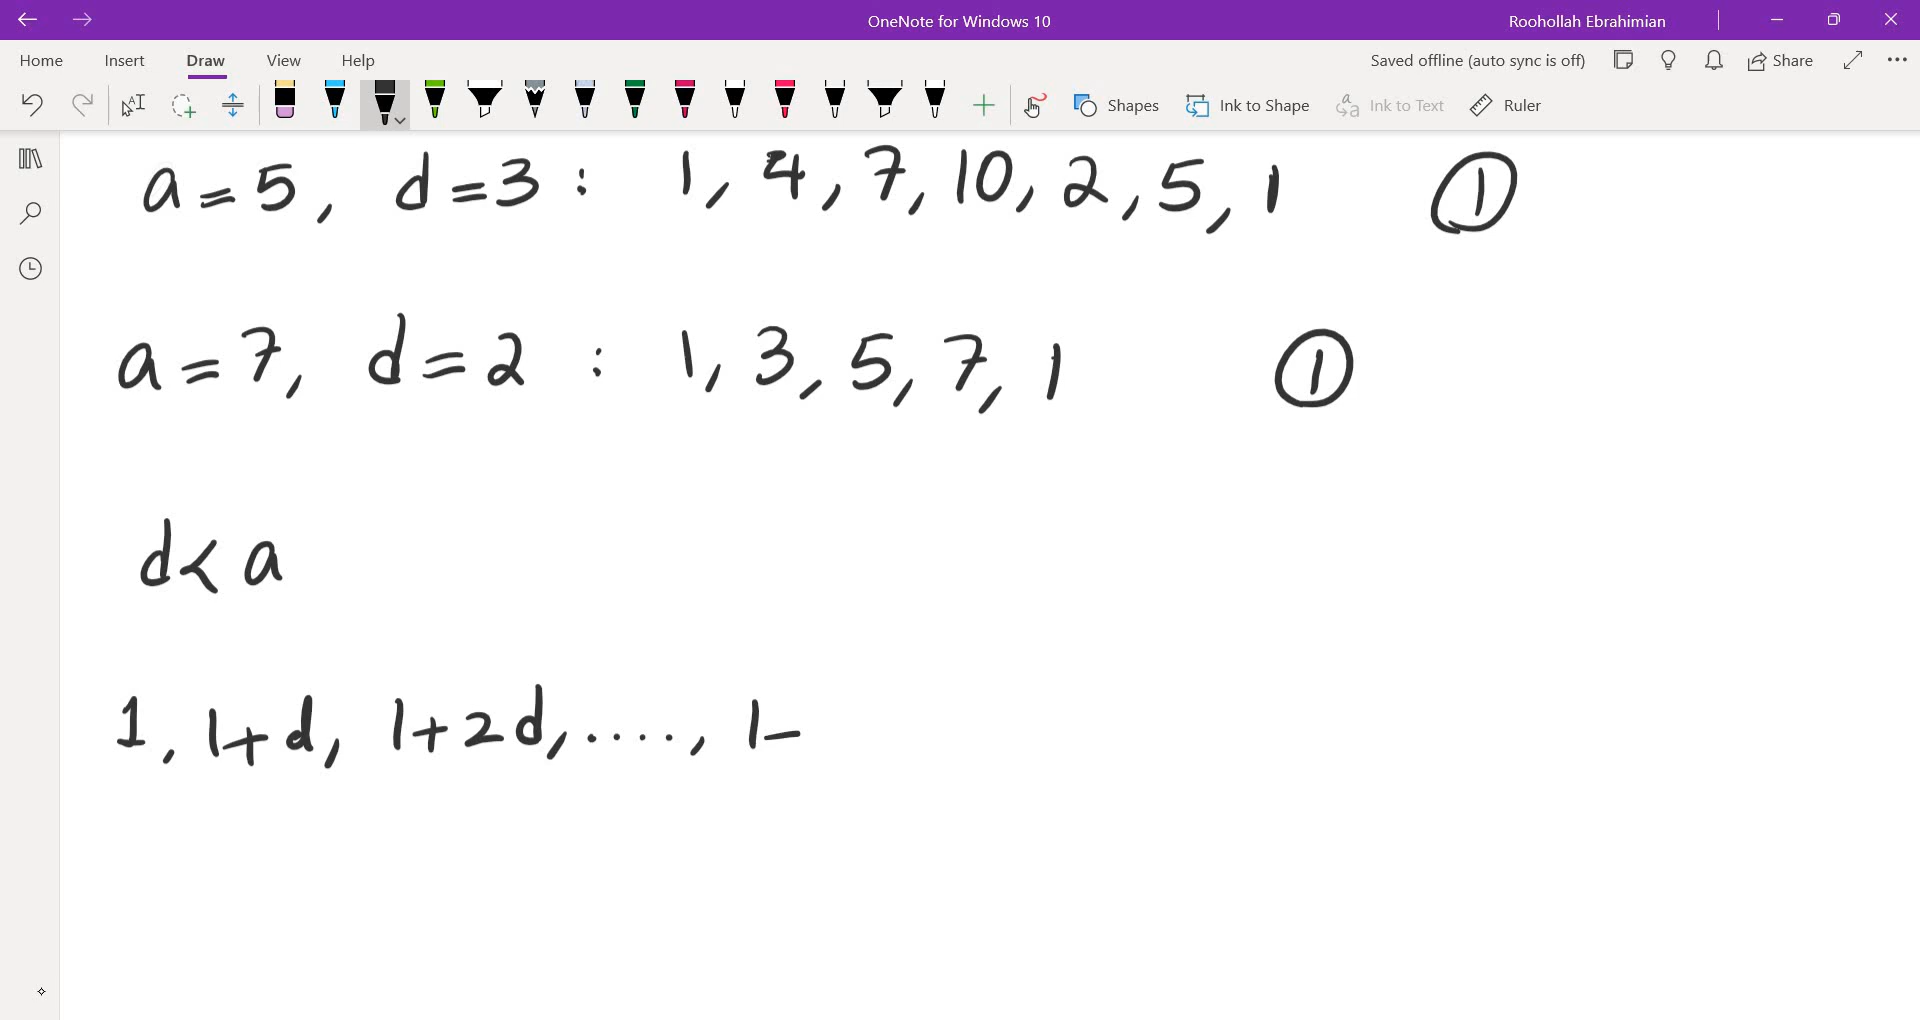 OneNote for Windows 10
Roohollah Ebrahimian
Home Insert Draw View Help
Saved offline (auto sync is off) Share
Shapes Ink to Shape Ink to Text Ruler
a = 5, d = 3 : 1, 4, 7, 10, 2, 5, 1 ①
a = 7, d = 2 : 1, 3, 5, 7, 1 ①
d < a
1, 1+d, 1+2d, ...., 1-